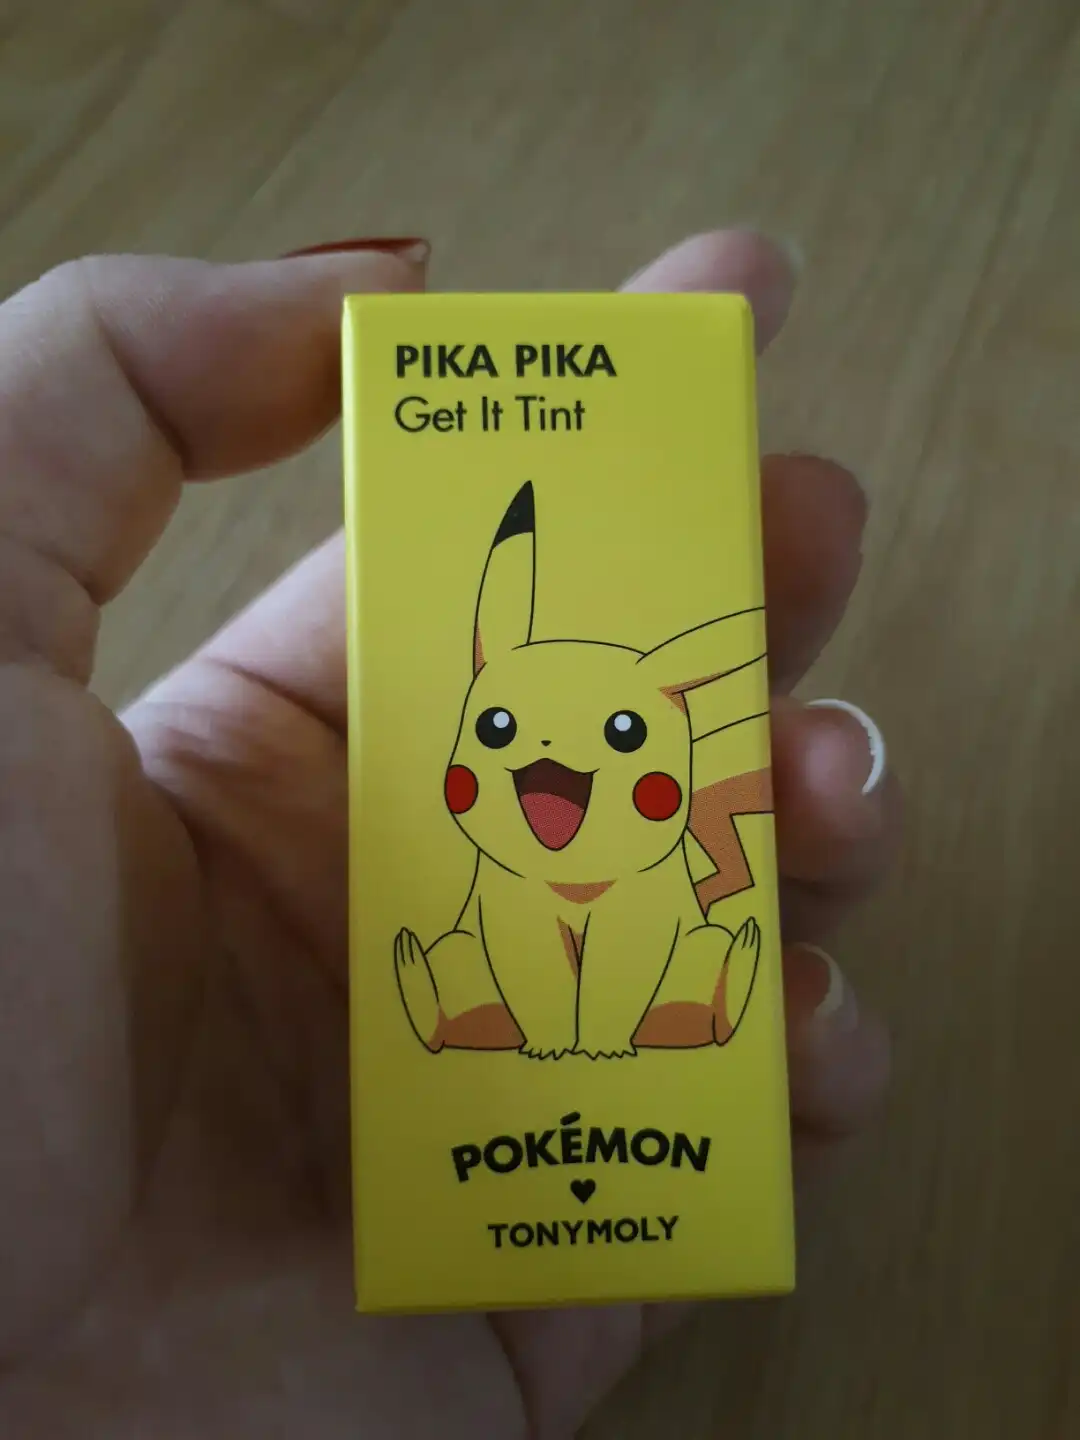 PIKA PIKA
Get It Tint
POKÉMON
♥
TONYMOLY